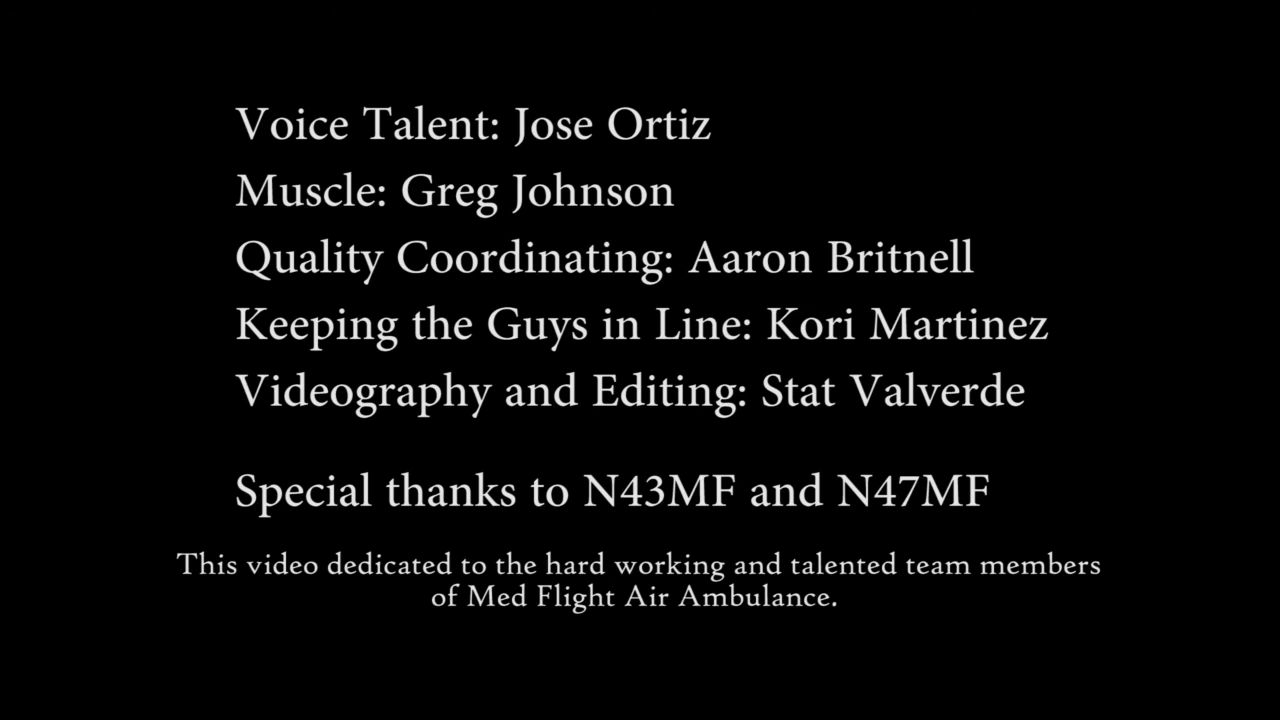 Voice Talent: Jose Ortiz
Muscle: Greg Johnson
Quality Coordinating: Aaron Britnell
Keeping the Guys in Line: Kori Martinez
Videography and Editing: Stat Valverde
Special thanks to N43MF and N47MF
This video dedicated to the hard working and talented team members
of Med Flight Air Ambulance.